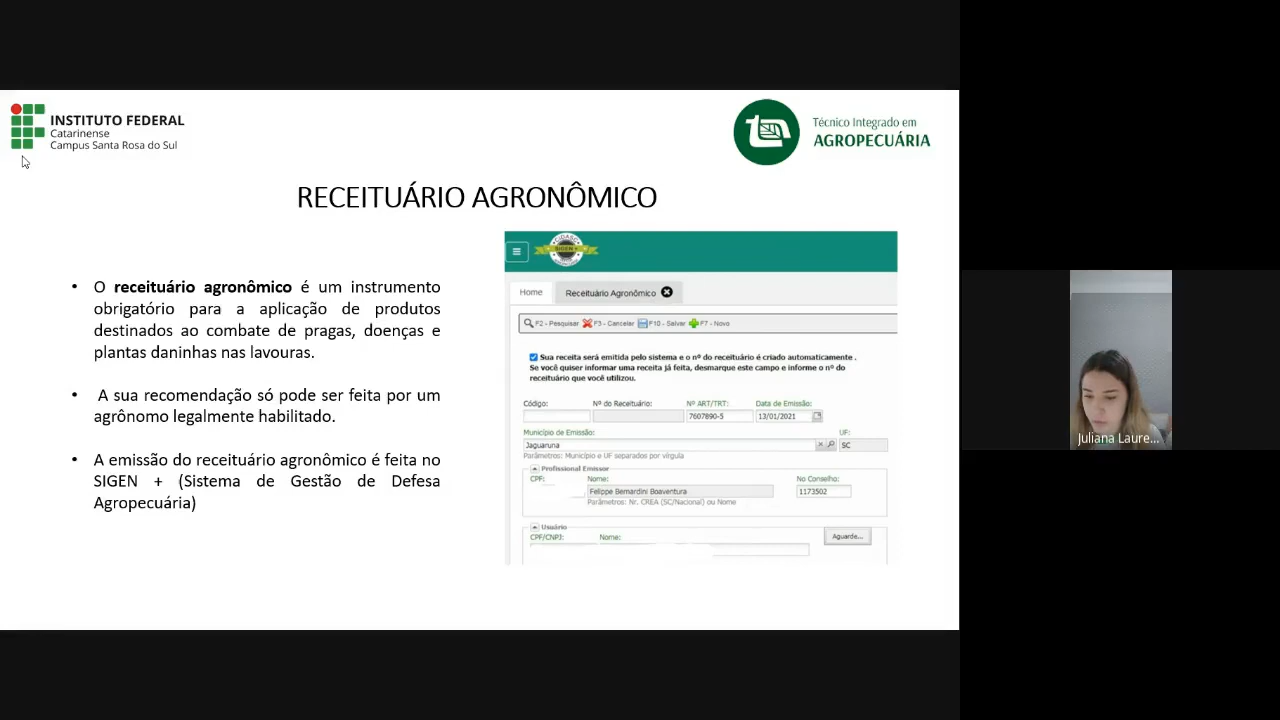 INSTITUTO FEDERAL
Catarinense
Campus Santa Rosa do Sul
Técnico Integrado em
AGROPECUÁRIA
RECEITUÁRIO AGRONÔMICO
• O receituário agronômico é um instrumento
obrigatório para a aplicação de produtos
destinados ao combate de pragas, doenças e
plantas daninhas nas lavouras.
• A sua recomendação só pode ser feita por um
agrônomo legalmente habilitado.
• A emissão do receituário agronômico é feita no
SIGEN + (Sistema de Gestão de Defesa
Agropecuária)
CIDASC
SIGEN +
Home Receituário Agronômico
F2 - Pesquisar F3 - Cancelar F10 - Salvar F7 - Novo
Sua receita será emitida pelo sistema e o nº do receituário é criado automaticamente .
Se você quiser informar uma receita já feita, desmarque este campo e informe o nº do
receituário que você utilizou.
Código: Nº do Receituário: Nº ART/TRT: Data de Emissão:
7607890-5 13/01/2021
Município de Emissão: UF:
Jaguaruna SC
Parâmetros: Município e UF separados por vírgula
Profissional Emissor
CPF: Nome: No Conselho:
Felippe Bernardini Boaventura 1173502
Parâmetros: Nr. CREA (SC/Nacional) ou Nome
Usuário
CPF/CNPJ: Nome: Aguarde...
Juliana Laure...